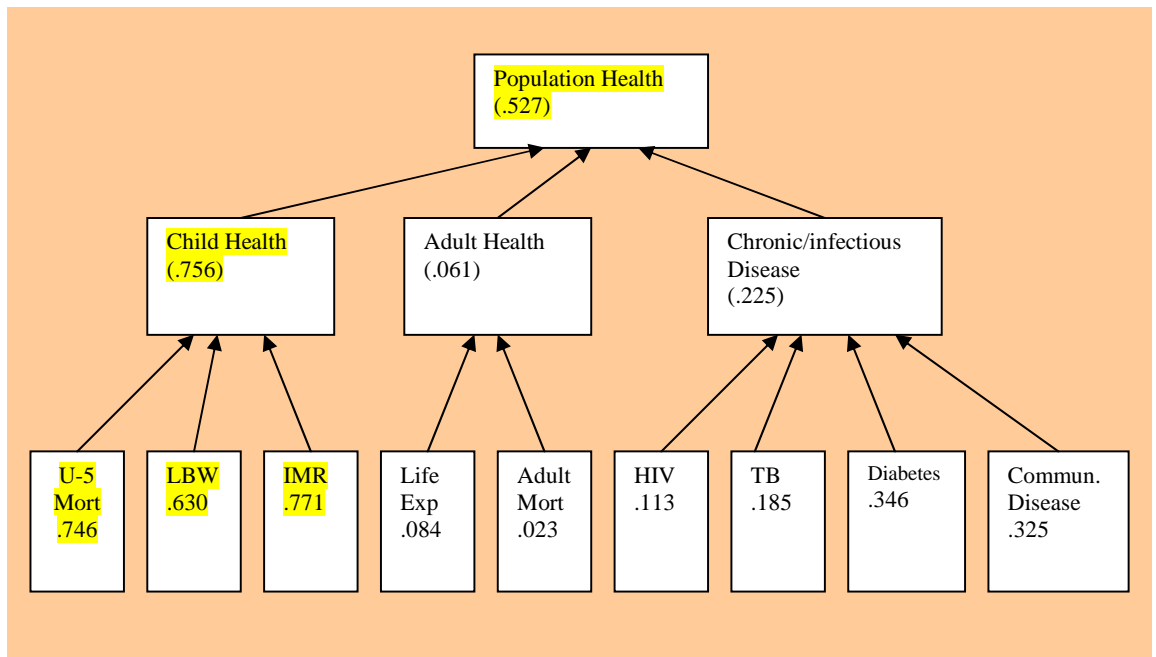 Population Health
(.527)
Child Health
(.756)
Adult Health
(.061)
Chronic/infectious
Disease
(.225)
U-5
Mort
.746
LBW
.630
IMR
.771
Life
Exp
.084
Adult
Mort
.023
HIV
.113
TB
.185
Diabetes
.346
Commun.
Disease
.325